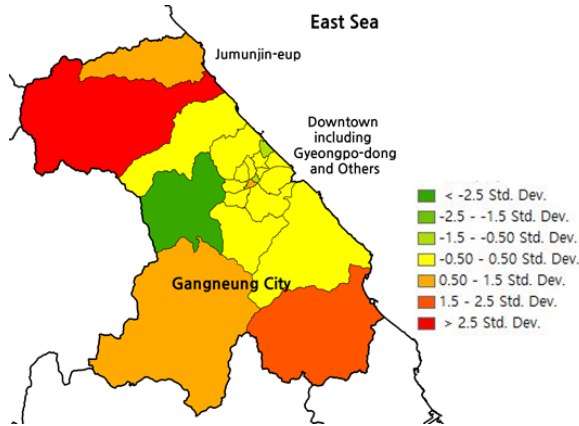 East Sea
Jumunjin-eup
Downtown
including
Gyeongpo-dong
and Others
Gangneung City
< -2.5 Std. Dev.
-2.5 - -1.5 Std. Dev.
-1.5 - -0.50 Std. Dev.
-0.50 - 0.50 Std. Dev.
0.50 - 1.5 Std. Dev.
1.5 - 2.5 Std. Dev.
> 2.5 Std. Dev.